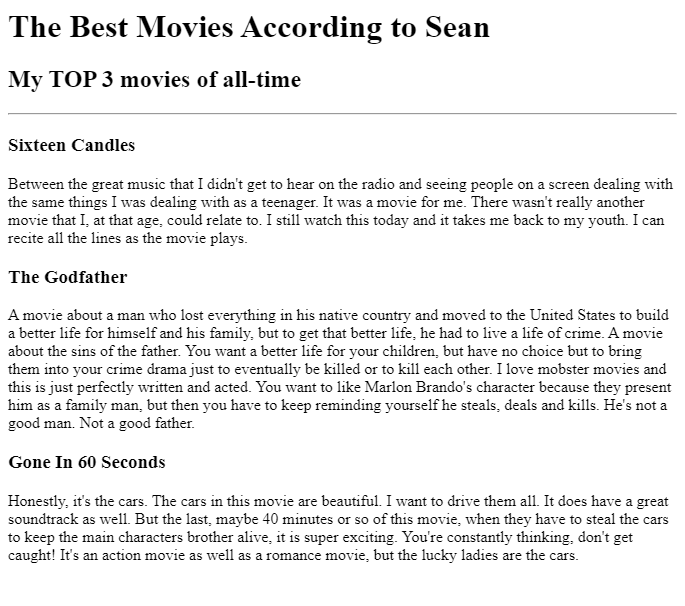 The Best Movies According to Sean
My TOP 3 movies of all-time
Sixteen Candles
Between the great music that I didn't get to hear on the radio and seeing people on a screen dealing with
the same things I was dealing with as a teenager. It was a movie for me. There wasn't really another
movie that I, at that age, could relate to. I still watch this today and it takes me back to my youth. I can
recite all the lines as the movie plays.
The Godfather
A movie about a man who lost everything in his native country and moved to the United States to build
a better life for himself and his family, but to get that better life, he had to live a life of crime. A movie
about the sins of the father. You want a better life for your children, but have no choice but to bring
them into your crime drama just to eventually be killed or to kill each other. I love mobster movies and
this is just perfectly written and acted. You want to like Marlon Brando's character because they present
him as a family man, but then you have to keep reminding yourself he steals, deals and kills. He's not a
good man. Not a good father.
Gone In 60 Seconds
Honestly, it's the cars. The cars in this movie are beautiful. I want to drive them all. It does have a great
soundtrack as well. But the last, maybe 40 minutes or so of this movie, when they have to steal the cars
to keep the main characters brother alive, it is super exciting. You're constantly thinking, don't get
caught! It's an action movie as well as a romance movie, but the lucky ladies are the cars.